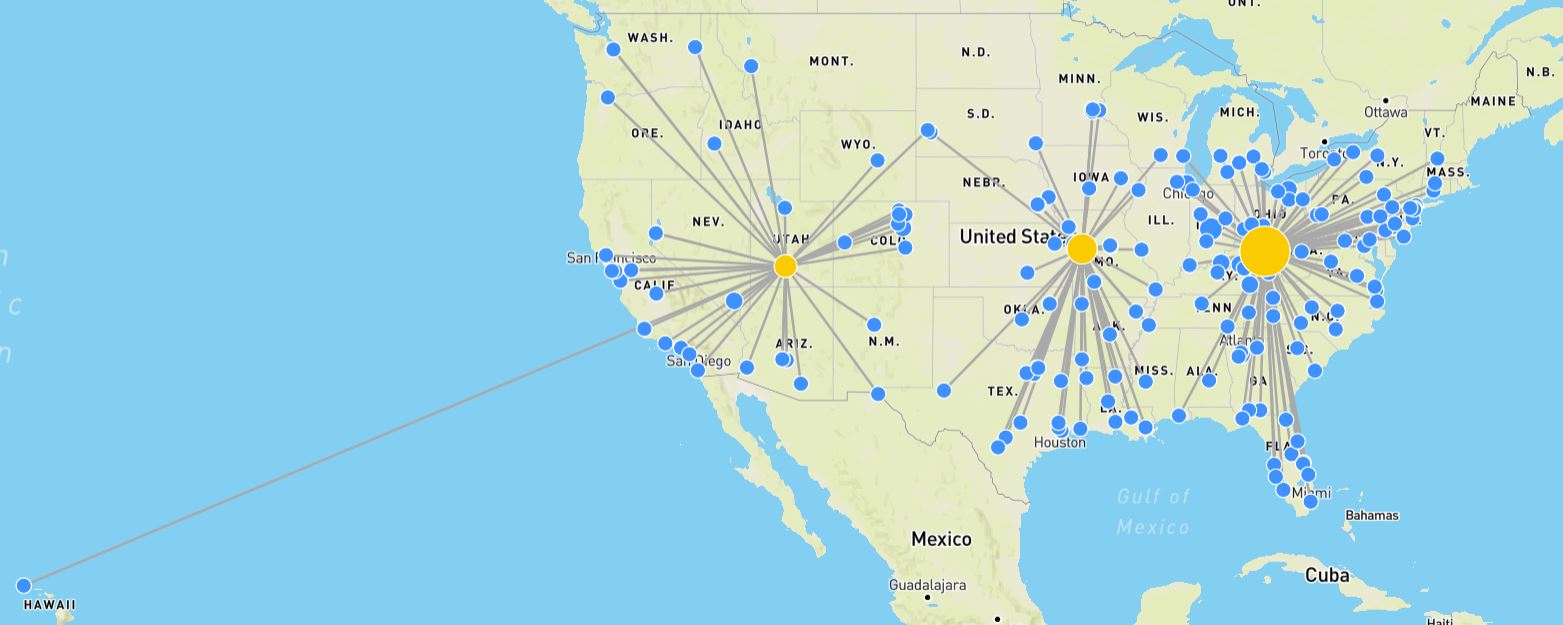 ONT.
WASH.
MONT.
N.D.
MINN.
N.B.
MAINE
Ottawa
ORE.
IDAHO
S.D.
WIS.
MICH.
VT.
WYO.
Toronto
N.Y.
MASS.
NEBR.
IOWA
Chicago
PA.
NEV.
UTAH
COLO.
United States
ILL.
OHIO
San Francisco
CALIF.
MO.
KY.
VA.
OKLA.
ARK.
TENN.
N.C.
San Diego
ARIZ.
N.M.
Atlanta
S.C.
TEX.
MISS.
ALA.
GA.
LA.
Houston
FLA.
Gulf of
Mexico
Miami
Bahamas
Mexico
Cuba
Guadalajara
HAWAII
Haiti